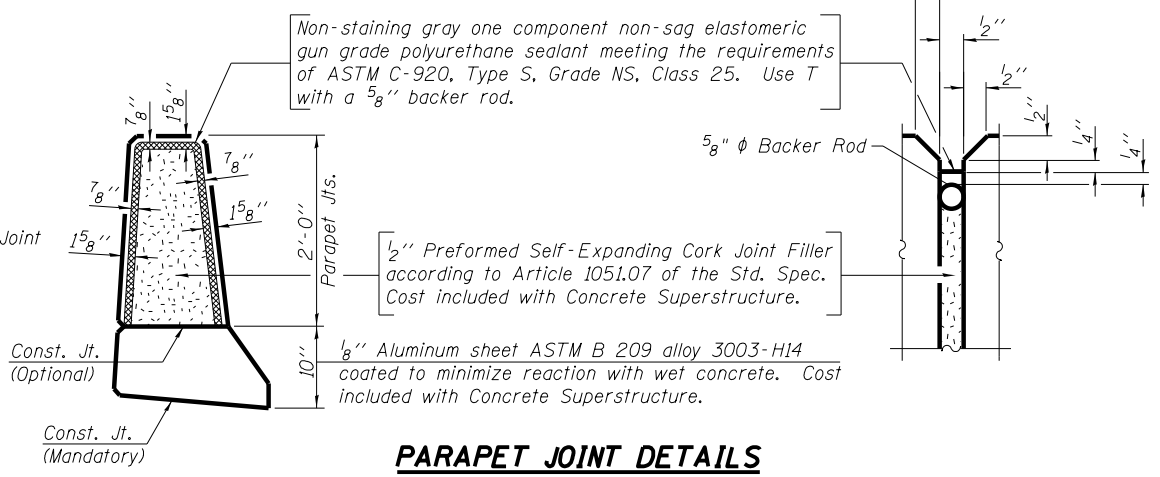 Non-staining gray one component non-sag elastomeric
gun grade polyurethane sealant meeting the requirements
of ASTM C-920, Type S, Grade NS, Class 25. Use T
with a 5/8'' backer rod.
1/2''
1/2''
1/2''
1/4''
1/4''
7/8''
1 5/8''
5/8" ϕ Backer Rod
7/8''
7/8''
1 5/8''
Joint
1 5/8''
2'-0''
Parapet Jts.
1/2'' Preformed Self-Expanding Cork Joint Filler
according to Article 1051.07 of the Std. Spec.
Cost included with Concrete Superstructure.
Const. Jt.
(Optional)
10''
1/8'' Aluminum sheet ASTM B 209 alloy 3003-H14
coated to minimize reaction with wet concrete. Cost
included with Concrete Superstructure.
Const. Jt.
(Mandatory)
PARAPET JOINT DETAILS